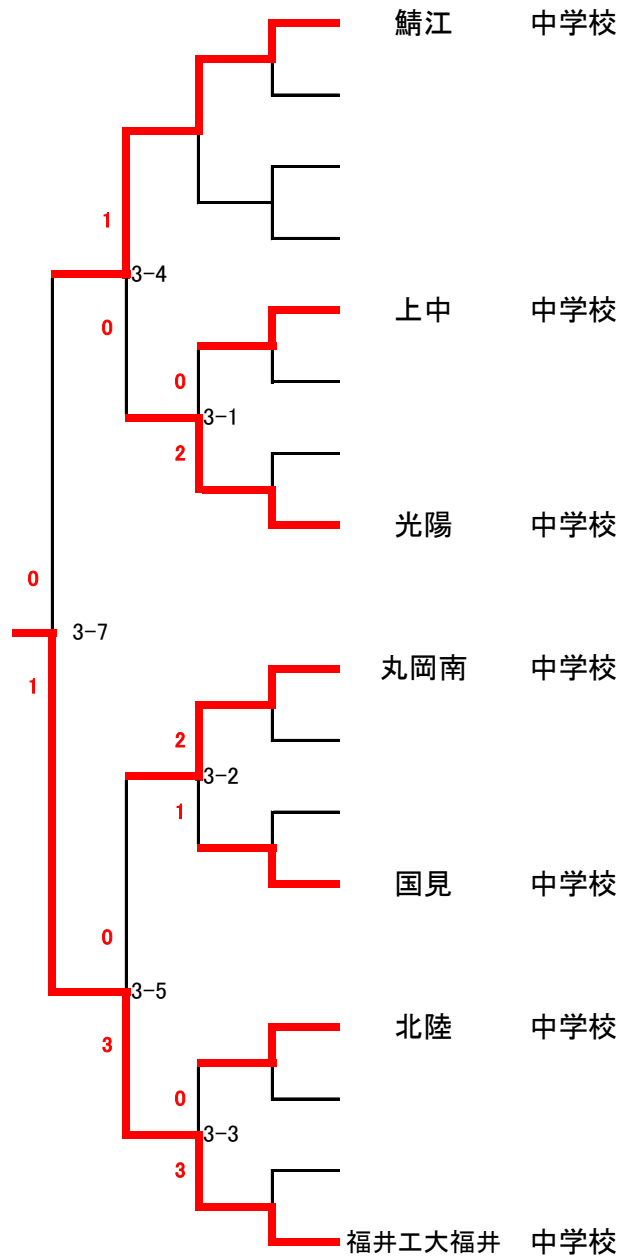 鯖江 中学校
1
3-4
0
上中 中学校
0
3-1
2
光陽 中学校
0
3-7
1
丸岡南 中学校
2
3-2
1
国見 中学校
0
3-5
3
北陸 中学校
0
3-3
3
福井工大福井 中学校